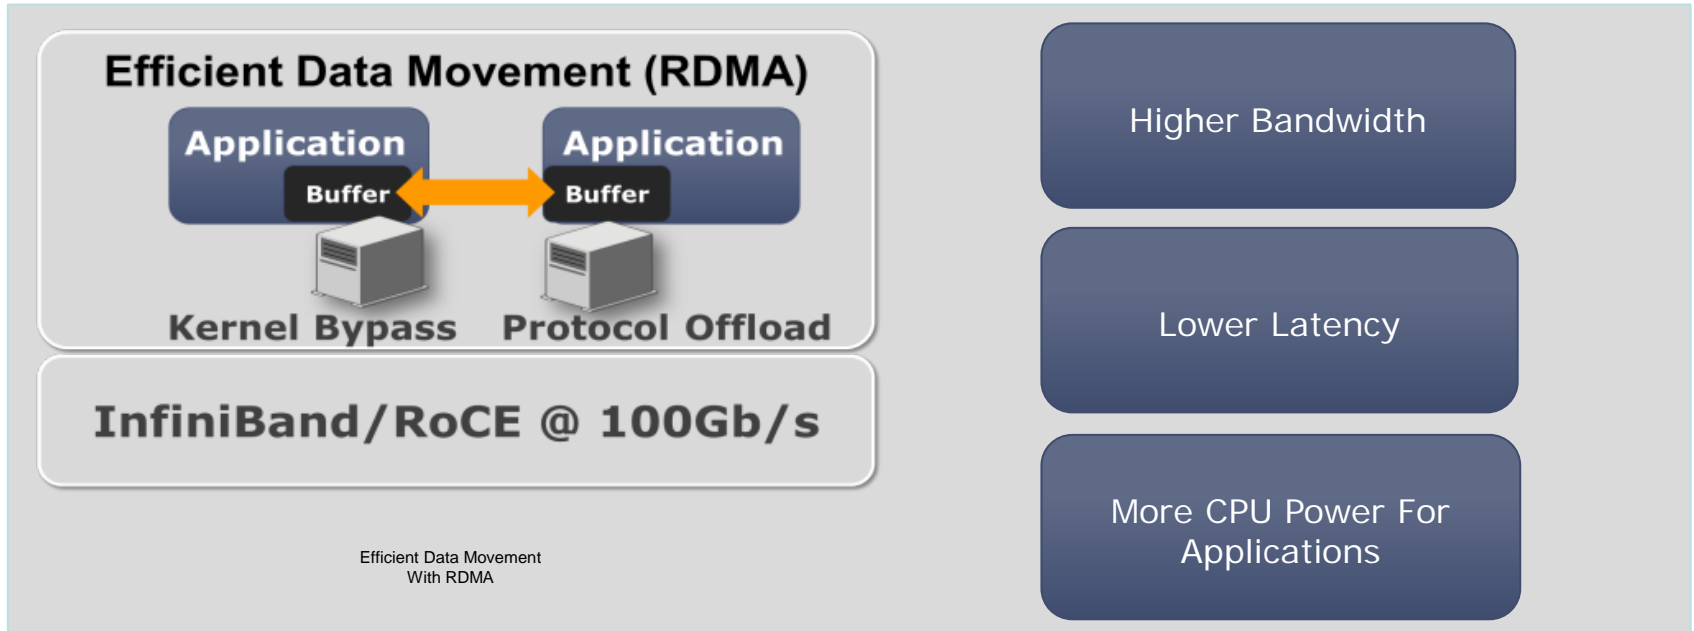 Efficient Data Movement (RDMA)
Application
Application
Buffer
Buffer
Kernel Bypass
Protocol Offload
InfiniBand/RoCE @ 100Gb/s
Efficient Data Movement
With RDMA
Higher Bandwidth
Lower Latency
More CPU Power For
Applications